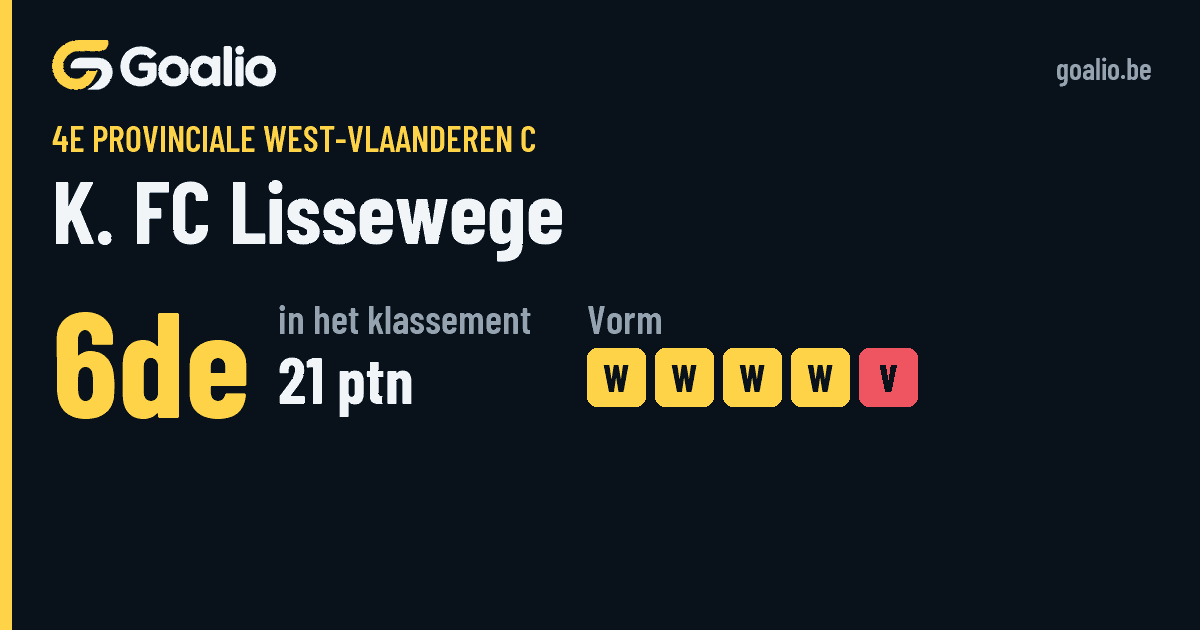 Goalio
goalio.be
4E PROVINCIALE WEST-VLAANDEREN C
K. FC Lissewege
6de
in het klassement
21 ptn
Vorm
W W W W V